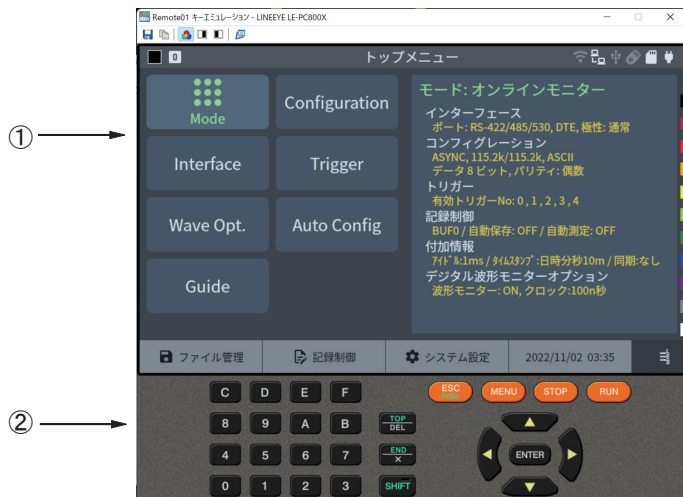 Remote01 キーエミュレーション - LINEEYE LE-PC800X
0
トップメニュー
①
Mode
Configuration
Interface
Trigger
Wave Opt.
Auto Config
Guide
モード: オンラインモニター
インターフェース
ポート: RS-422/485/530, DTE, 極性: 通常
コンフィグレーション
ASYNC, 115.2k/115.2k, ASCII
データ 8 ビット, パリティ: 偶数
トリガー
有効トリガーNo: 0 , 1 , 2 , 3 , 4
記録制御
BUF0 / 自動保存: OFF / 自動測定: OFF
付加情報
ｱｲﾄﾞﾙ:1ms / ﾀｲﾑｽﾀﾝﾌﾟ:日時分秒10m / 同期:なし
デジタル波形モニターオプション
波形モニター: ON, クロック:100n秒
ファイル管理
記録制御
システム設定
2022/11/02 03:35
②
C D E F
ESC
PrtSc
MENU
STOP
RUN
8 9 A B
TOP
DEL
4 5 6 7
END
×
ENTER
0 1 2 3
SHIFT